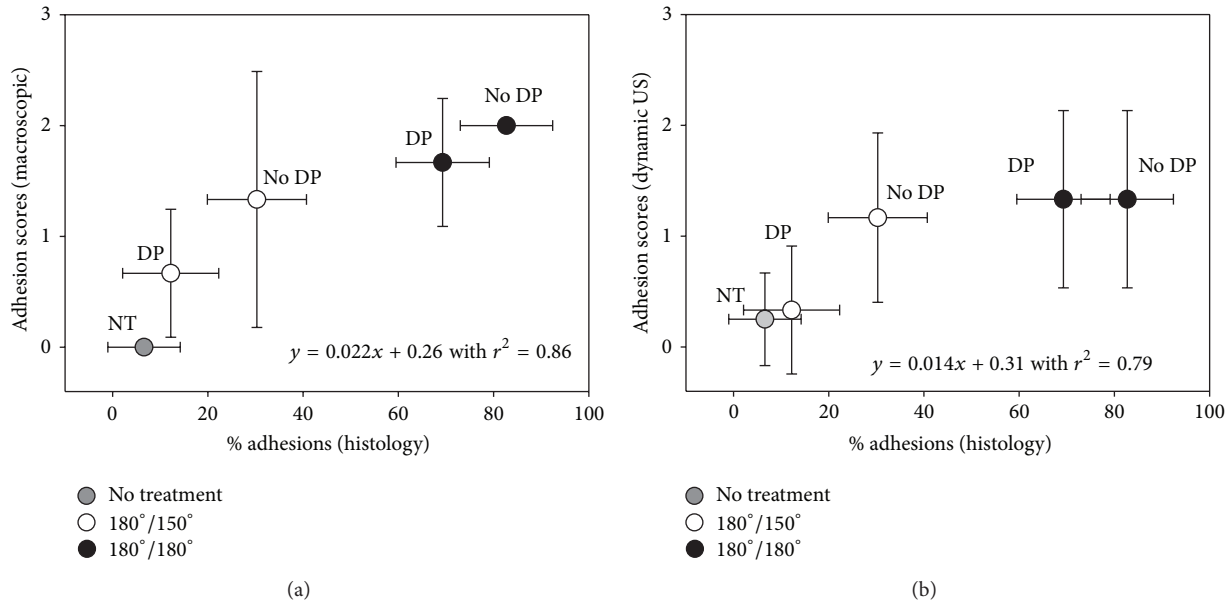 3
2
1
0
Adhesion scores (macroscopic)
No DP
DP
No DP
DP
NT
y = 0.022x + 0.26 with r² = 0.86
0 20 40 60 80 100
% adhesions (histology)
No treatment
180°/150°
180°/180°
(a)
3
2
1
0
Adhesion scores (dynamic US)
DP
No DP
No DP
DP
NT
y = 0.014x + 0.31 with r² = 0.79
0 20 40 60 80 100
% adhesions (histology)
No treatment
180°/150°
180°/180°
(b)